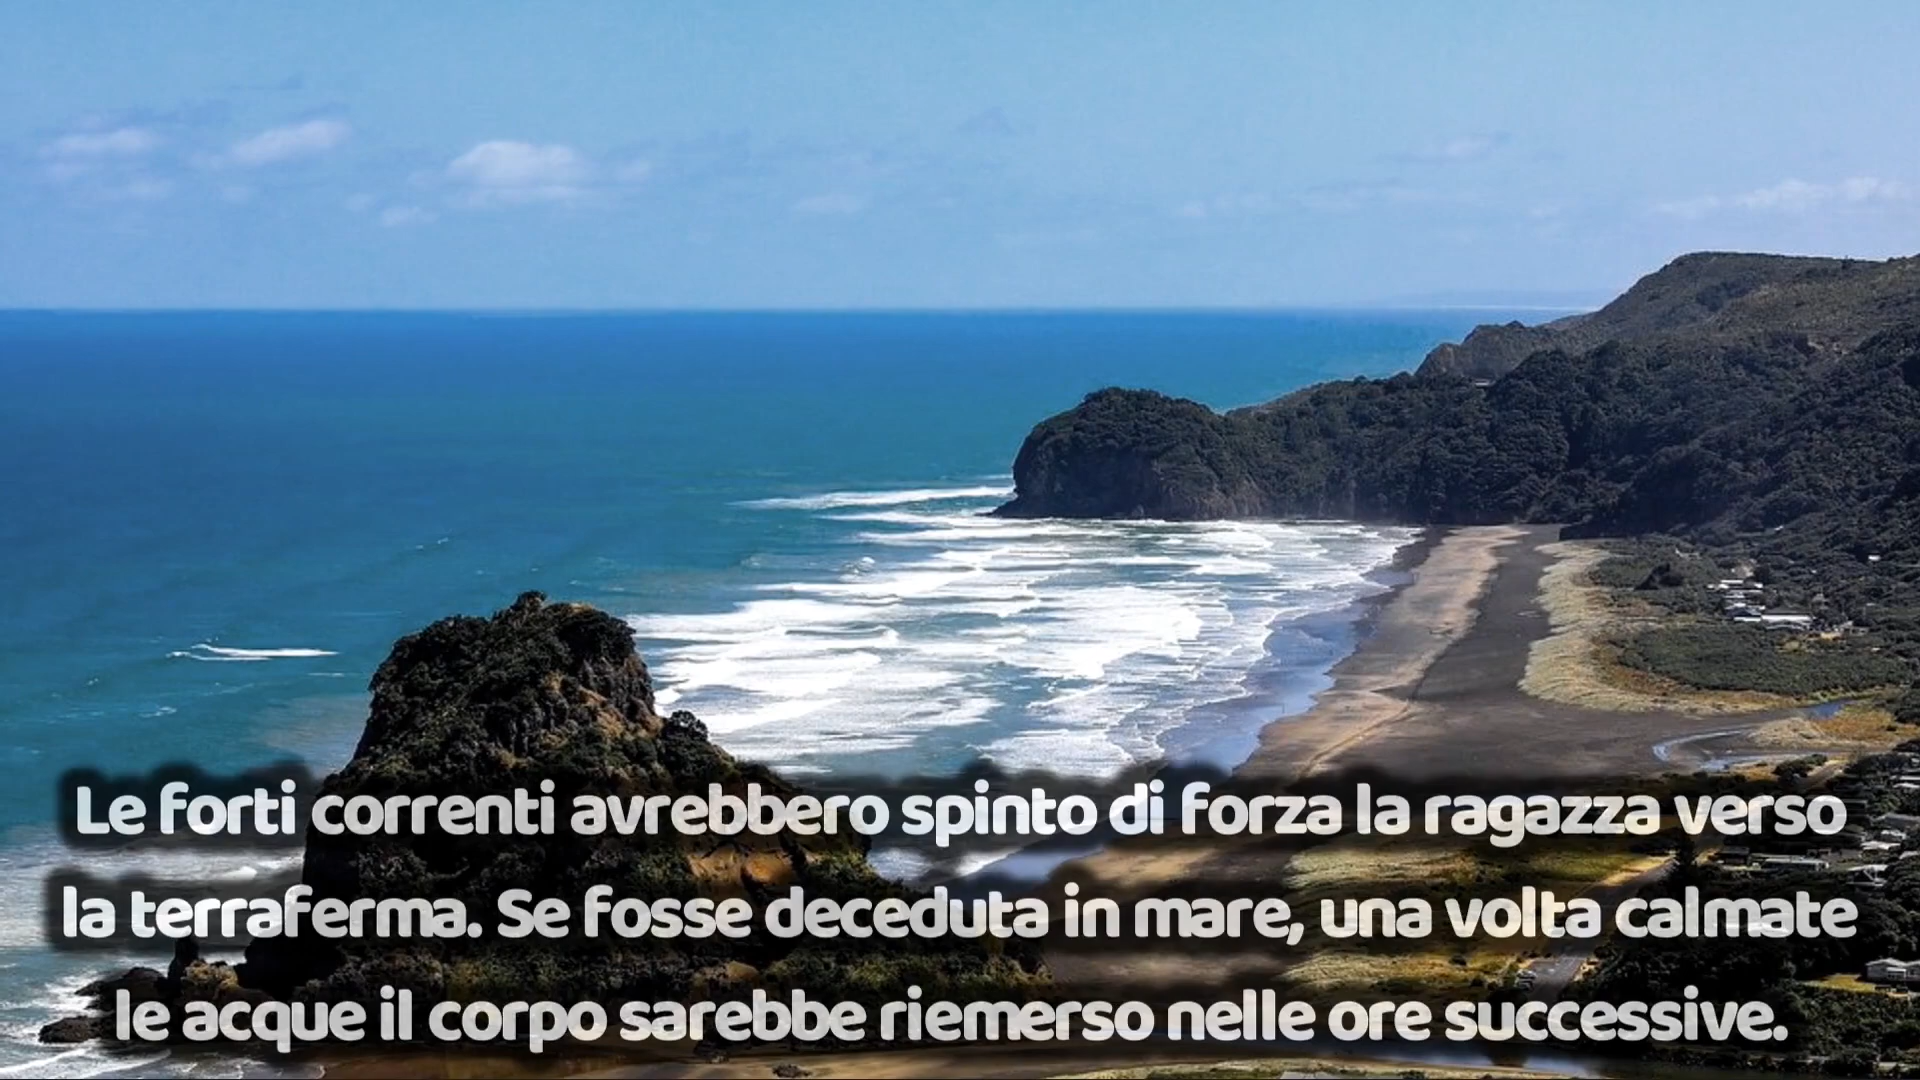 Le forti correnti avrebbero spinto di forza la ragazza verso
la terraferma. Se fosse deceduta in mare, una volta calmate
le acque il corpo sarebbe riemerso nelle ore successive.